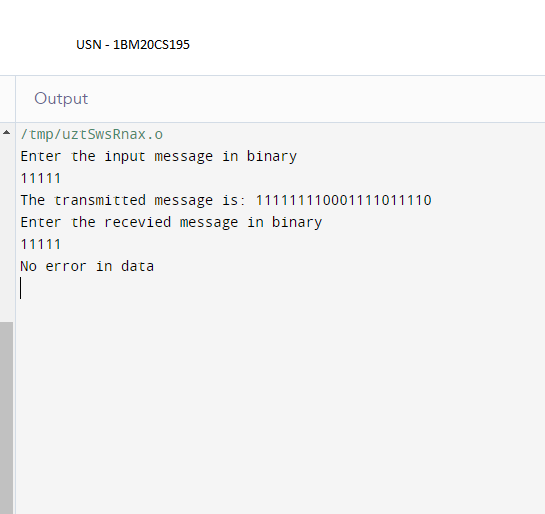 USN - 1BM20CS195
Output
/tmp/uztSwsRnax.o
Enter the input message in binary
11111
The transmitted message is: 111111110001111011110
Enter the recevied message in binary
11111
No error in data